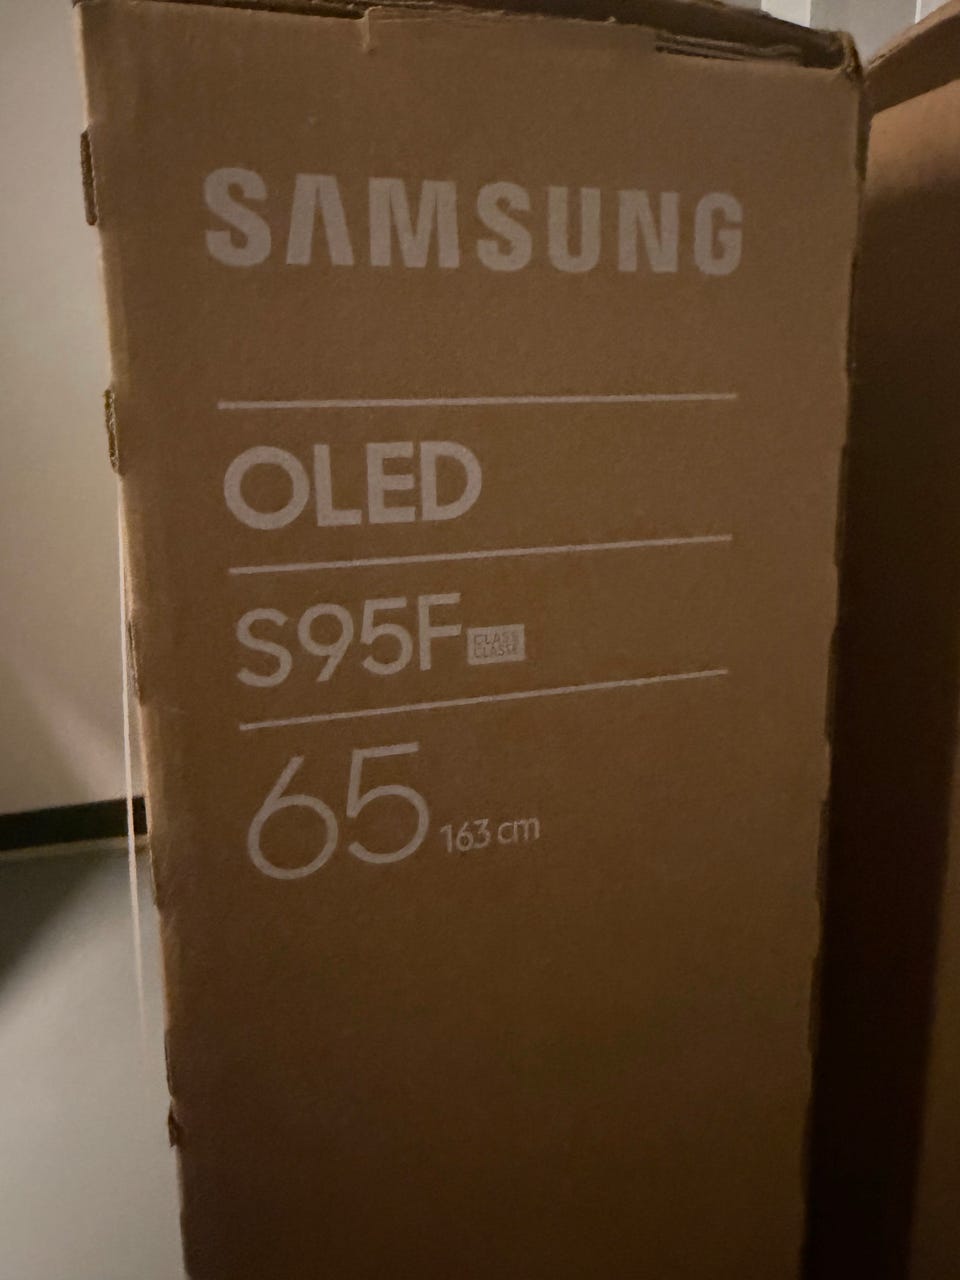 SAMSUNG
OLED
S95F CLASS
CLASSE
65 163 cm